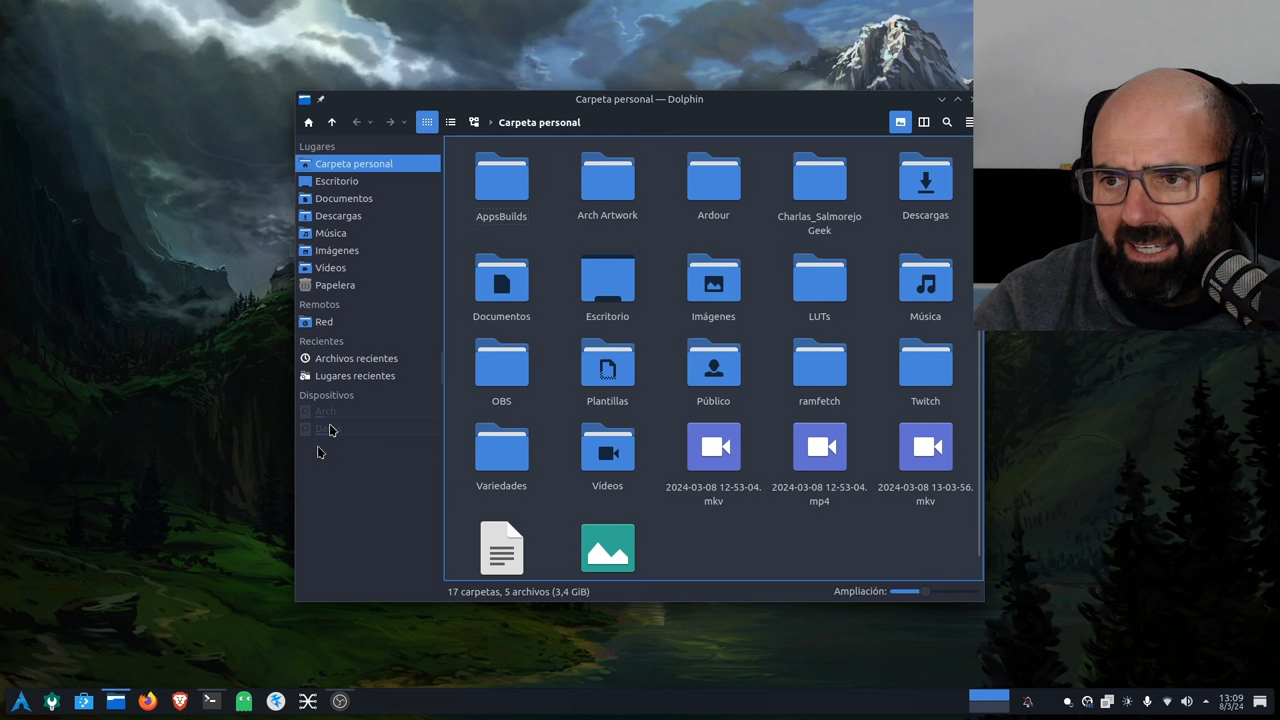 Carpeta personal — Dolphin
Carpeta personal
Lugares
Carpeta personal
Escritorio
Documentos
Descargas
Música
Imágenes
Vídeos
Papelera
Remotos
Red
Recientes
Archivos recientes
Lugares recientes
Dispositivos
Arch
AppsBuilds
Arch Artwork
Ardour
Charlas_Salmorejo
Geek
Descargas
Documentos
Escritorio
Imágenes
LUTs
Música
OBS
Plantillas
Público
ramfetch
Twitch
Variedades
Vídeos
2024-03-08 12-53-04.
mkv
2024-03-08 12-53-04.
mp4
2024-03-08 13-03-56.
mkv
17 carpetas, 5 archivos (3,4 GiB)
Ampliación:
13:09
8/3/24